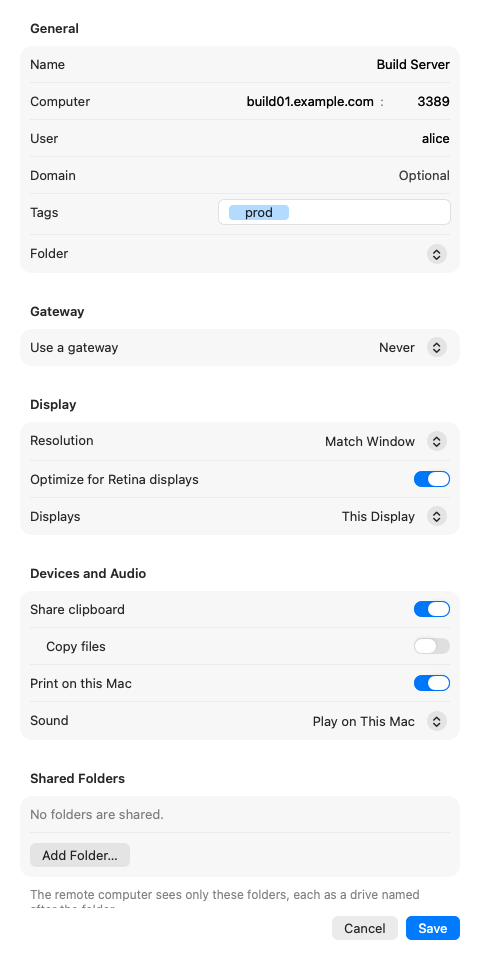 General
Name Build Server
Computer build01.example.com : 3389
User alice
Domain Optional
Tags prod
Folder
Gateway
Use a gateway Never
Display
Resolution Match Window
Optimize for Retina displays
Displays This Display
Devices and Audio
Share clipboard
Copy files
Print on this Mac
Sound Play on This Mac
Shared Folders
No folders are shared.
Add Folder...
The remote computer sees only these folders, each as a drive named
after the folder.
Cancel Save